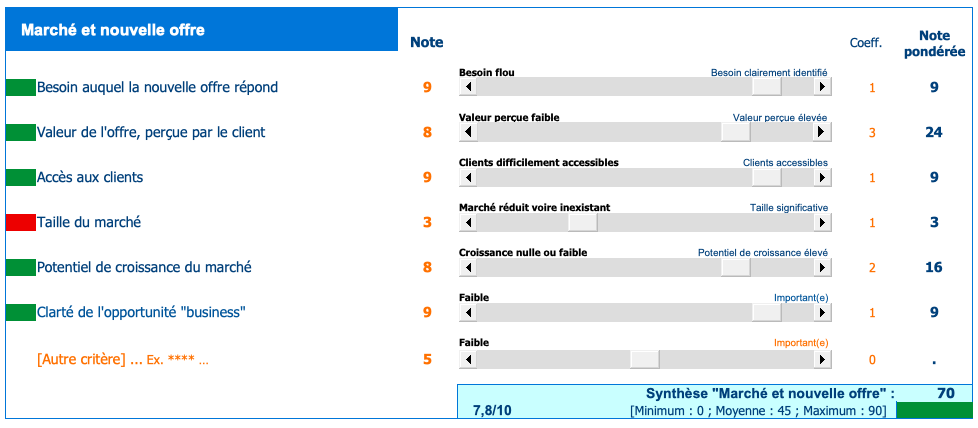 Marché et nouvelle offre
Note
Coeff.
Note pondérée
Besoin flou
Besoin clairement identifié
Besoin auquel la nouvelle offre répond
9
1
9
Valeur perçue faible
Valeur perçue élevée
Valeur de l'offre, perçue par le client
8
3
24
Clients difficilement accessibles
Clients accessibles
Accès aux clients
9
1
9
Marché réduit voire inexistant
Taille significative
Taille du marché
3
1
3
Croissance nulle ou faible
Potentiel de croissance élevé
Potentiel de croissance du marché
8
2
16
Faible
Important(e)
Clarté de l'opportunité "business"
9
1
9
Faible
Important(e)
[Autre critère] ... Ex. **** ...
5
0
.
Synthèse "Marché et nouvelle offre" :
70
7,8/10
[Minimum : 0 ; Moyenne : 45 ; Maximum : 90]